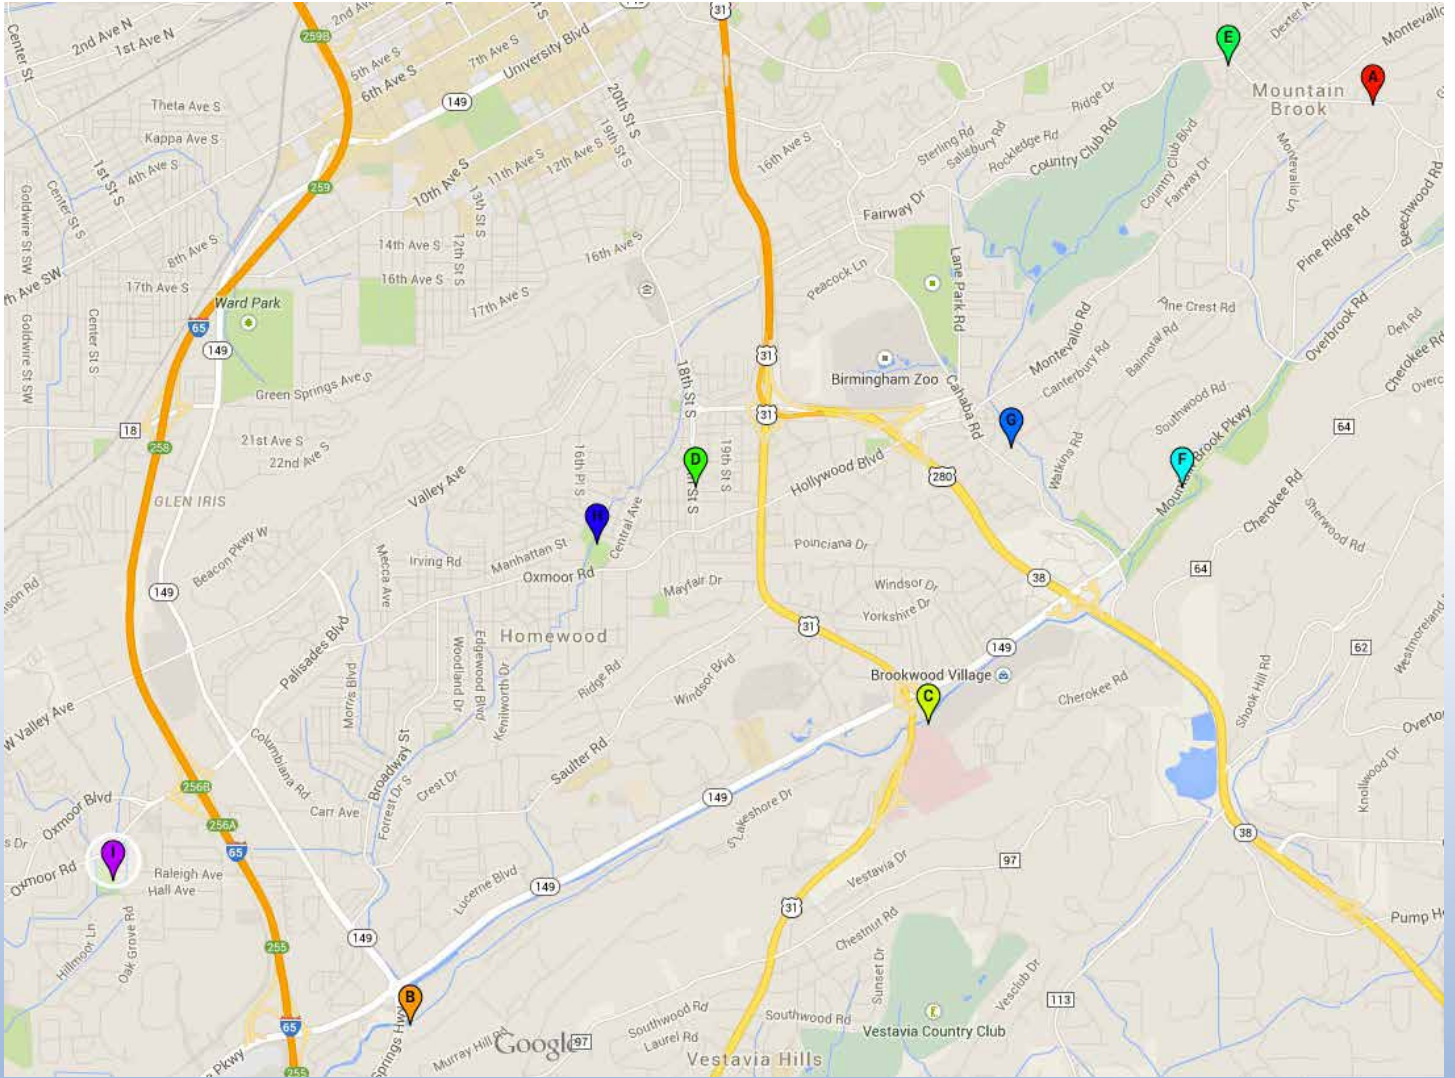 Center St
2nd Ave N
1st Ave N
259B
2nd Ave
5th Ave S
6th Ave S
7th Ave S
University Blvd
St S
31
E
Dexter
Montevallo
A
Mountain
Brook
Theta Ave S
Kappa Ave S
4th Ave S
1st St S
149
20th St S
19th St S
Ridge Dr
Sterling Rd
Salisbury Rd
Rockledge Rd
Country Club Rd
Country Club Blvd
Fairway Dr
Montevallo Ln
Beechwood Rd
10th Ave S
11th Ave S
12th Ave S
16th Ave S
13th St S
12th St S
259
Goldwire St SW
Center St S
8th Ave S
14th Ave S
16th Ave S
16th Ave S
17th Ave S
Fairway Dr
Lane Park Rd
Peacock Ln
Pine Ridge Rd
Ave SW
17th Ave S
Ward Park
65
149
Goldwire St SW
Center St S
Green Springs Ave S
18th St S
31
31
Birmingham Zoo
Cahaba Rd
Montevallo Rd
Canterbury Rd
Balmoral Rd
Pine Crest Rd
Overbrook Rd
Dell Rd
Cherokee Rd
Southwood Rd
64
18
258
21st Ave S
22nd Ave S
GLEN IRIS
Valley Ave
16th Pl S
D
19th St S
St S
Hollywood Blvd
280
G
Watkins Rd
F
Brook Pkwy
Cherokee Rd
Sherwood Rd
H
Central Ave
Manhattan St
Irving Rd
Oxmoor Rd
Mecca Ave
Beacon Pkwy W
149
Mayfair Dr
Poinciana Dr
Windsor Dr
Yorkshire Dr
38
64
Homewood
31
149
62
Westmoreland
Palisades Blvd
Morris Blvd
Woodland Dr
Edgewood Blvd
Kenilworth Dr
Ridge Rd
Windsor Blvd
Brookwood Village
C
Cherokee Rd
Shook Hill Rd
W Valley Ave
Columbiana Rd
Broadway St
Saulter Rd
Crest Dr
Forrest Dr S
Carr Ave
256B
256A
149
S Lakeshore Dr
Knollwood Dr
Oxmoor Blvd
Oxmoor Rd
I
65
Raleigh Ave
Hall Ave
Lucerne Blvd
149
Vestavia Dr
97
38
31
Chestnut Rd
Pump
Hillmoor Ln
Oak Grove Rd
255
149
Sunset Dr
Vesclub Dr
113
B
65
Springs Hwy
Southwood Rd
Southwood Rd
Laurel Rd
Vestavia Country Club
Pkwy
255
Murray Hill Rd
Google
97
Vestavia Hills